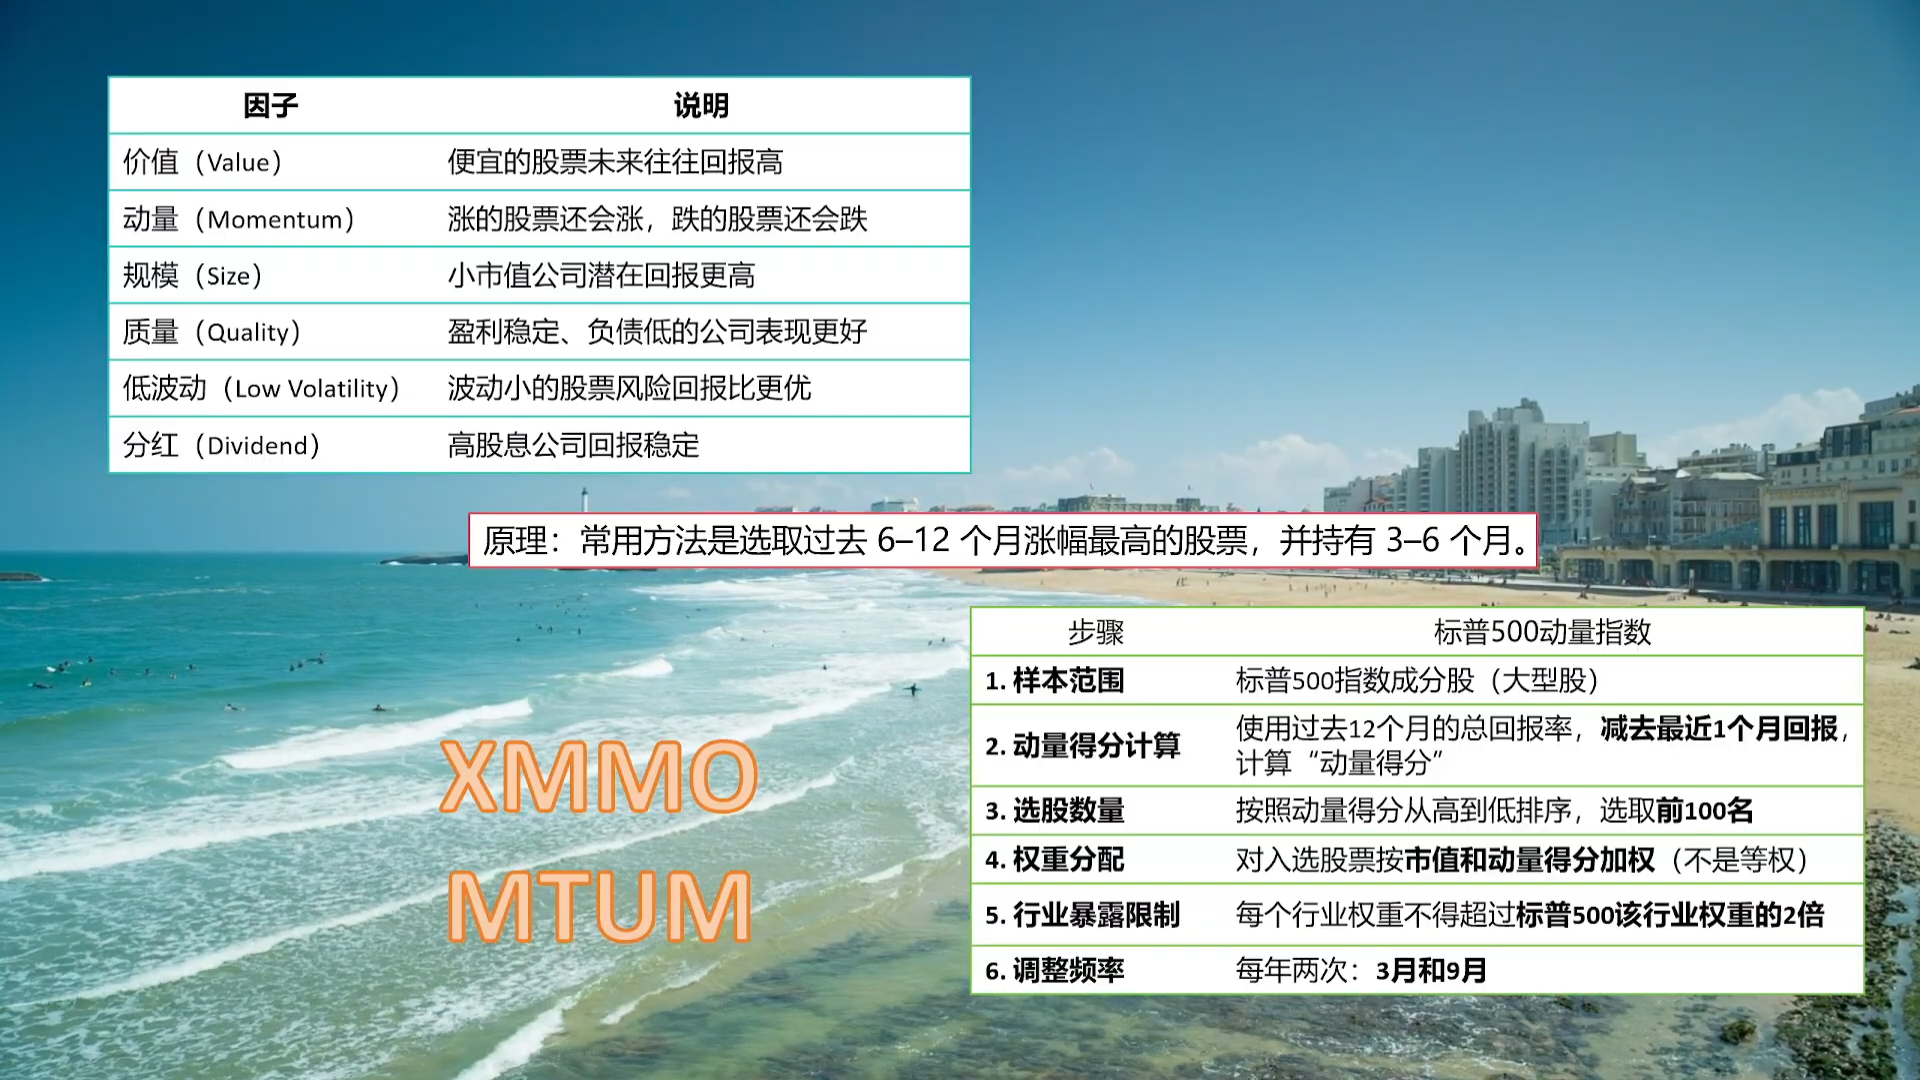 因子 说明
价值（Value） 便宜的股票未来往往回报高
动量（Momentum） 涨的股票还会涨，跌的股票还会跌
规模（Size） 小市值公司潜在回报更高
质量（Quality） 盈利稳定、负债低的公司表现更好
低波动（Low Volatility） 波动小的股票风险回报比更优
分红（Dividend） 高股息公司回报稳定
原理：常用方法是选取过去 6–12 个月涨幅最高的股票，并持有 3–6 个月。
步骤 标普500动量指数
1. 样本范围 标普500指数成分股（大型股）
2. 动量得分计算 使用过去12个月的总回报率，减去最近1个月回报，
计算“动量得分”
3. 选股数量 按照动量得分从高到低排序，选取前100名
4. 权重分配 对入选股票按市值和动量得分加权（不是等权）
5. 行业暴露限制 每个行业权重不得超过标普500该行业权重的2倍
6. 调整频率 每年两次：3月和9月
XMMO
MTUM